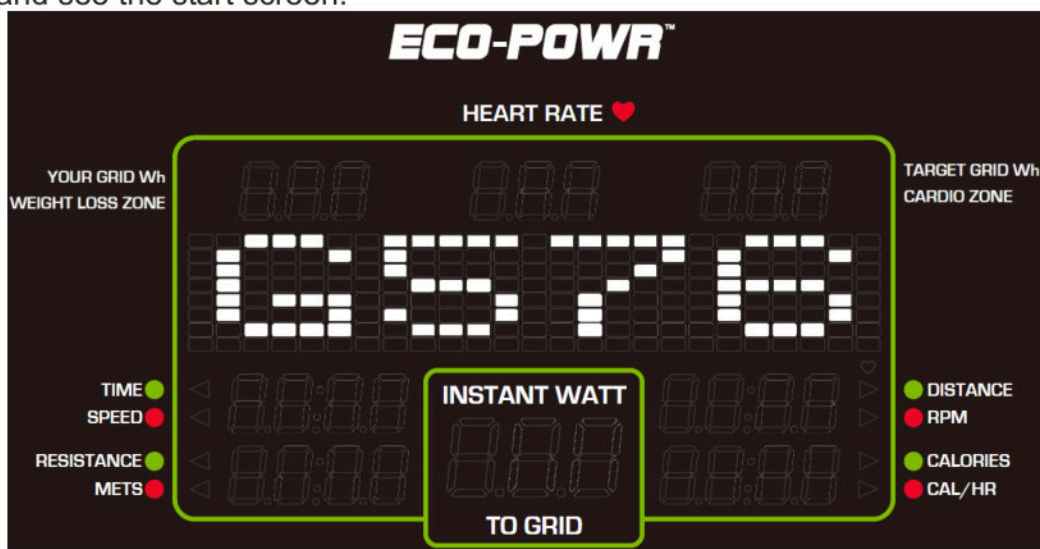 and see the start screen.
ECO-POWR™
HEART RATE
YOUR GRID Wh
WEIGHT LOSS ZONE
TARGET GRID Wh
CARDIO ZONE
G576
TIME
SPEED
RESISTANCE
METS
INSTANT WATT
TO GRID
DISTANCE
RPM
CALORIES
CAL/HR